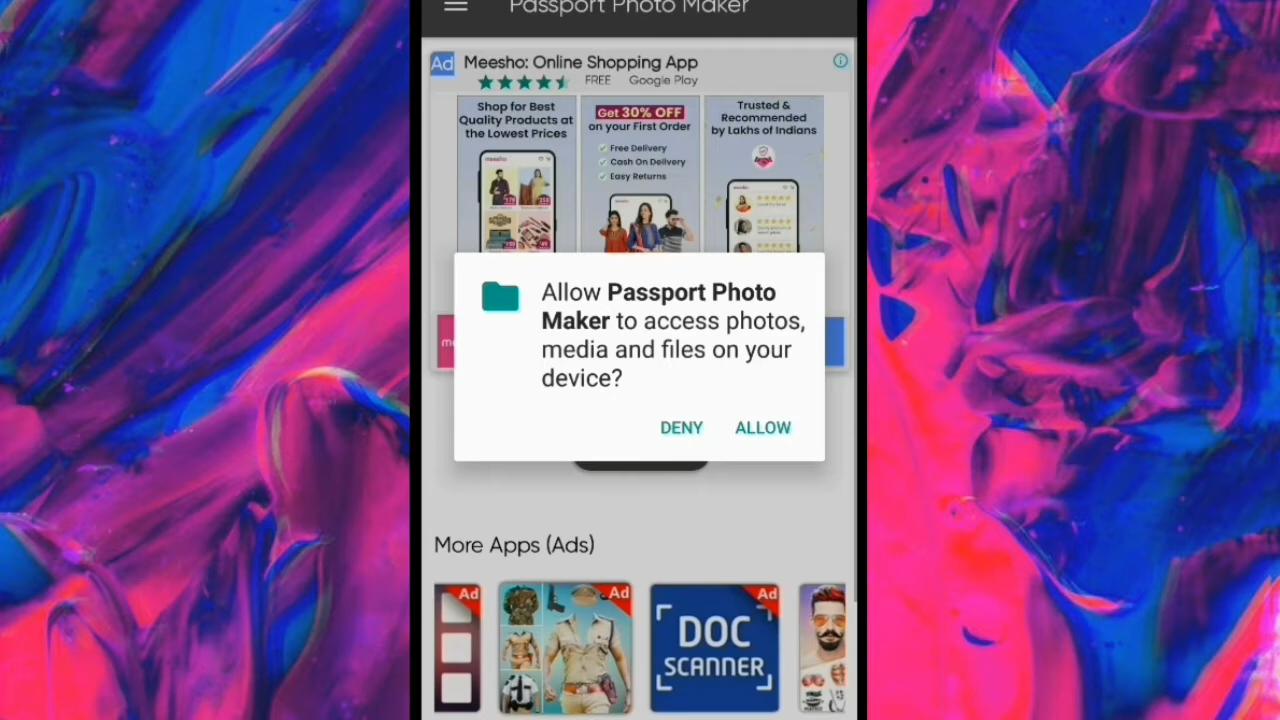 Passport Photo Maker
Ad
Meesho: Online Shopping App
FREE Google Play
Shop for Best
Quality Products at
the Lowest Prices
meesho
Get 30% OFF
on your First Order
Free Delivery
Cash On Delivery
Easy Returns
Trusted &
Recommended
by Lakhs of Indians
meesho
Allow Passport Photo
Maker to access photos,
media and files on your
device?
DENY ALLOW
More Apps (Ads)
Ad
Ad
Ad
DOC
SCANNER
Ad